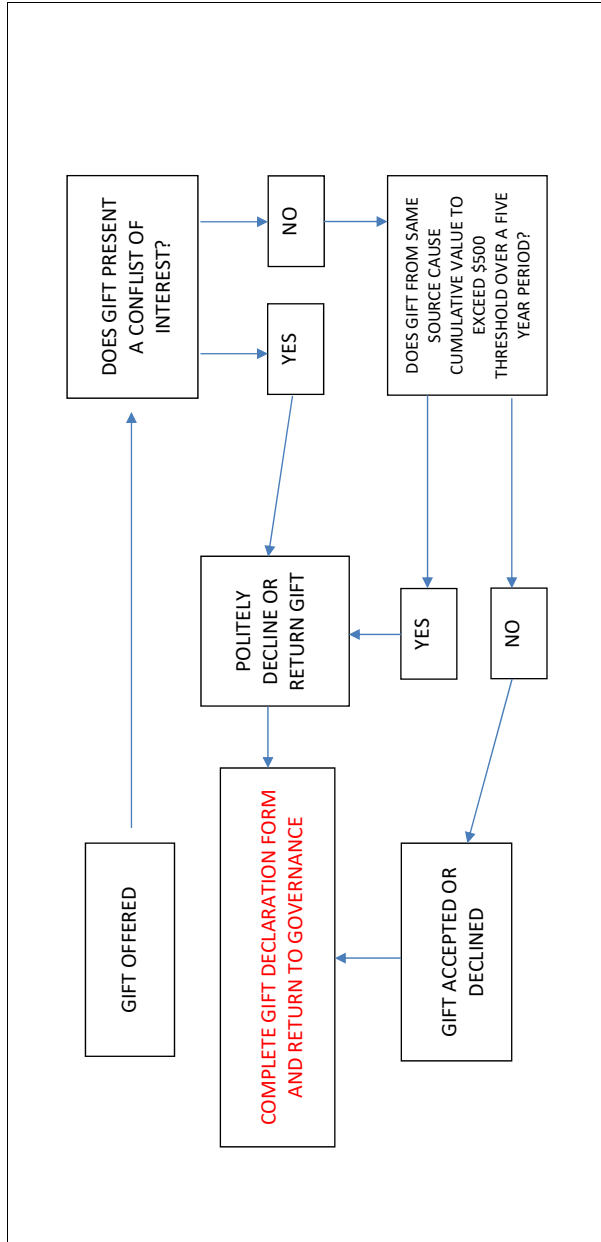 GIFT OFFERED
DOES GIFT PRESENT
A CONFLIST OF
INTEREST?
YES
NO
POLITELY
DECLINE OR
RETURN GIFT
COMPLETE GIFT DECLARATION FORM
AND RETURN TO GOVERNANCE
DOES GIFT FROM SAME
SOURCE CAUSE
CUMULATIVE VALUE TO
EXCEED $500
THRESHOLD OVER A FIVE
YEAR PERIOD?
YES
NO
GIFT ACCEPTED OR
DECLINED